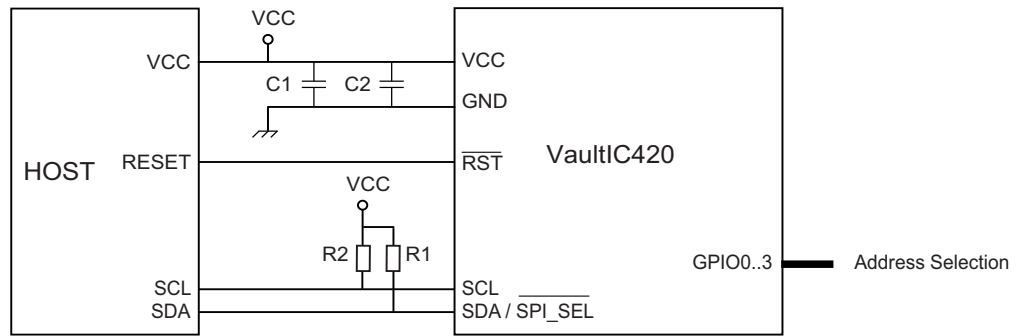 VCC
VCC
VCC
C1
C2
GND
HOST
RESET
RST
VaultIC420
VCC
R2
R1
GPIO0..3
Address Selection
SCL
SCL
SDA
SDA / SPI_SEL